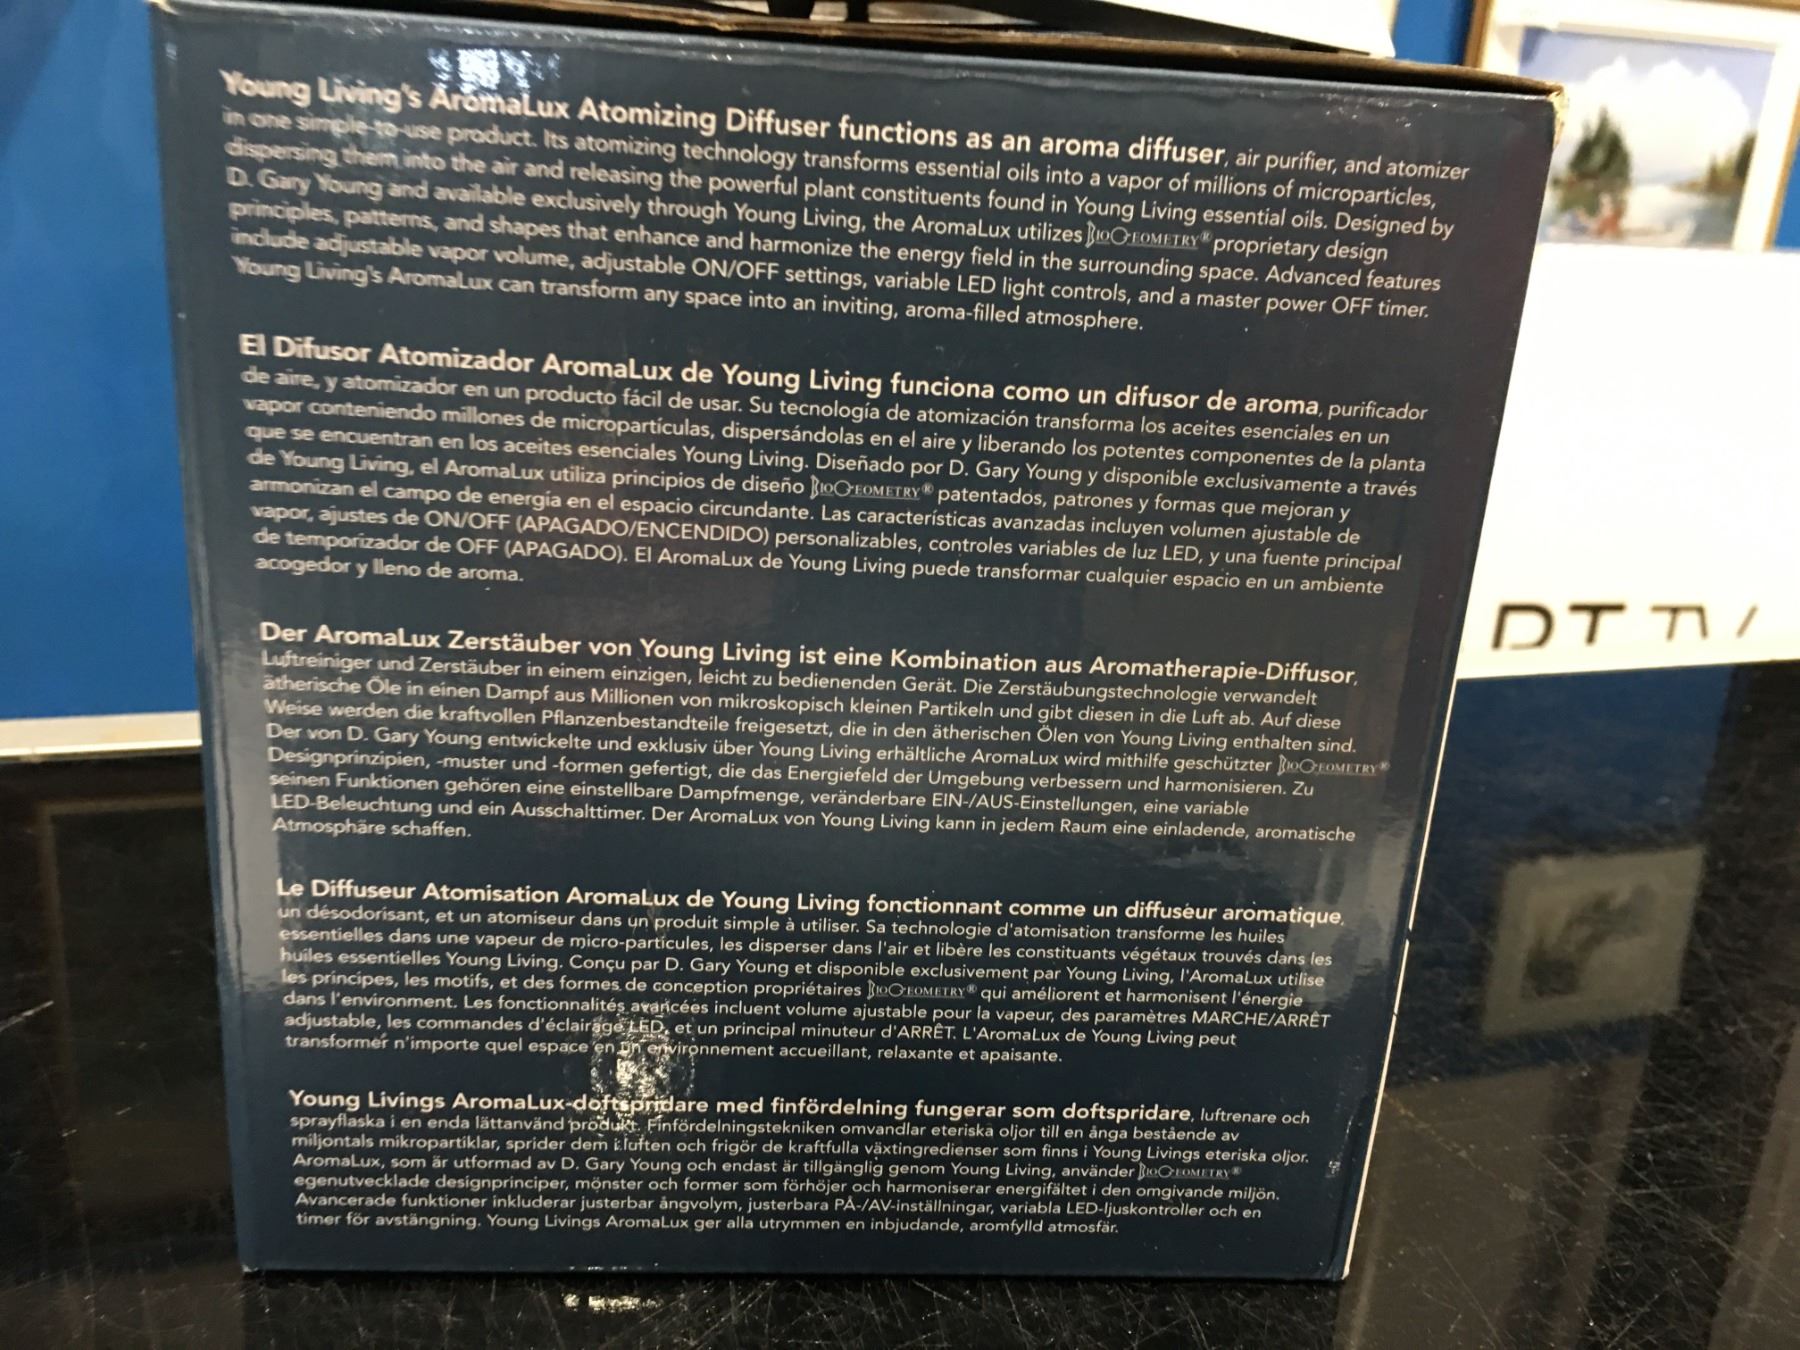 Young Living's AromaLux Atomizing Diffuser functions as an aroma diffuser, air purifier, and atomizer
in one simple-to-use product. Its atomizing technology transforms essential oils into a vapor of millions of microparticles,
dispersing them into the air and releasing the powerful plant constituents found in Young Living essential oils. Designed by
D. Gary Young and available exclusively through Young Living, the AromaLux utilizes BIOGEOMETRY® proprietary design
principles, patterns, and shapes that enhance and harmonize the energy field in the surrounding space. Advanced features
include adjustable vapor volume, adjustable ON/OFF settings, variable LED light controls, and a master power OFF timer.
Young Living's AromaLux can transform any space into an inviting, aroma-filled atmosphere.
El Difusor Atomizador AromaLux de Young Living funciona como un difusor de aroma, purificador
de aire, y atomizador en un producto fácil de usar. Su tecnología de atomización transforma los aceites esenciales en un
vapor conteniendo millones de micropartículas, dispersándolas en el aire y liberando los potentes componentes de la planta
que se encuentran en los aceites esenciales Young Living. Diseñado por D. Gary Young y disponible exclusivamente a través
de Young Living, el AromaLux utiliza principios de diseño BIOGEOMETRY® patentados, patrones y formas que mejoran y
armonizan el campo de energía en el espacio circundante. Las características avanzadas incluyen volumen ajustable de
vapor, ajustes de ON/OFF (APAGADO/ENCENDIDO) personalizables, controles variables de luz LED, y una fuente principal
de temporizador de OFF (APAGADO). El AromaLux de Young Living puede transformar cualquier espacio en un ambiente
acogedor y lleno de aroma.
Der AromaLux Zerstäuber von Young Living ist eine Kombination aus Aromatherapie-Diffusor,
Luftreiniger und Zerstäuber in einem einzigen, leicht zu bedienenden Gerät. Die Zerstäubungstechnologie verwandelt
ätherische Öle in einen Dampf aus Millionen von mikroskopisch kleinen Partikeln und gibt diesen in die Luft ab. Auf diese
Weise werden die kraftvollen Pflanzenbestandteile freigesetzt, die in den ätherischen Ölen von Young Living enthalten sind.
Der von D. Gary Young entwickelte und exklusiv über Young Living erhältliche AromaLux wird mithilfe geschützter BIOGEOMETRY®
Designprinzipien, -muster und -formen gefertigt, die das Energiefeld der Umgebung verbessern und harmonisieren. Zu
seinen Funktionen gehören eine einstellbare Dampfmenge, veränderbare EIN-/AUS-Einstellungen, eine variable
LED-Beleuchtung und ein Ausschalttimer. Der AromaLux von Young Living kann in jedem Raum eine einladende, aromatische
Atmosphäre schaffen.
Le Diffuseur Atomisation AromaLux de Young Living fonctionnant comme un diffuseur aromatique,
un désodorisant, et un atomiseur dans un produit simple à utiliser. Sa technologie d'atomisation transforme les huiles
essentielles dans une vapeur de micro-particules, les disperser dans l'air et libère les constituants végétaux trouvés dans les
huiles essentielles Young Living. Conçu par D. Gary Young et disponible exclusivement par Young Living, l'AromaLux utilise
les principes, les motifs, et des formes de conception propriétaires BIOGEOMETRY® qui améliorent et harmonisent l'énergie
dans l'environment. Les fonctionnalités avancées incluent volume ajustable pour la vapeur, des paramètres MARCHE/ARRÊT
adjustable, les commandes d'éclairage LED, et un principal minuteur d'ARRÊT. L'AromaLux de Young Living peut
transformer n'importe quel espace en un environnement accueillant, relaxante et apaisante.
Young Livings AromaLux-doftspridare med finfördelning fungerar som doftspridare, luftrenare och
sprayflaska i en enda lättanvänd produkt. Finfördelningstekniken omvandlar eteriska oljor till en ånga bestående av
miljontals mikropartiklar, sprider dem i luften och frigör de kraftfulla växtingredienser som finns i Young Livings eteriska oljor.
AromaLux, som är utformad av D. Gary Young och endast är tillgänglig genom Young Living, använder BIOGEOMETRY®
egenutvecklade designprinciper, mönster och former som förhöjer och harmoniserar energifältet i den omgivande miljön.
Avancerade funktioner inkluderar justerbar ångvolym, justerbara PÅ-/AV-inställningar, variabla LED-ljuskontroller och en
timer för avstängning. Young Livings AromaLux ger alla utrymmen en inbjudande, aromfylld atmosfär.